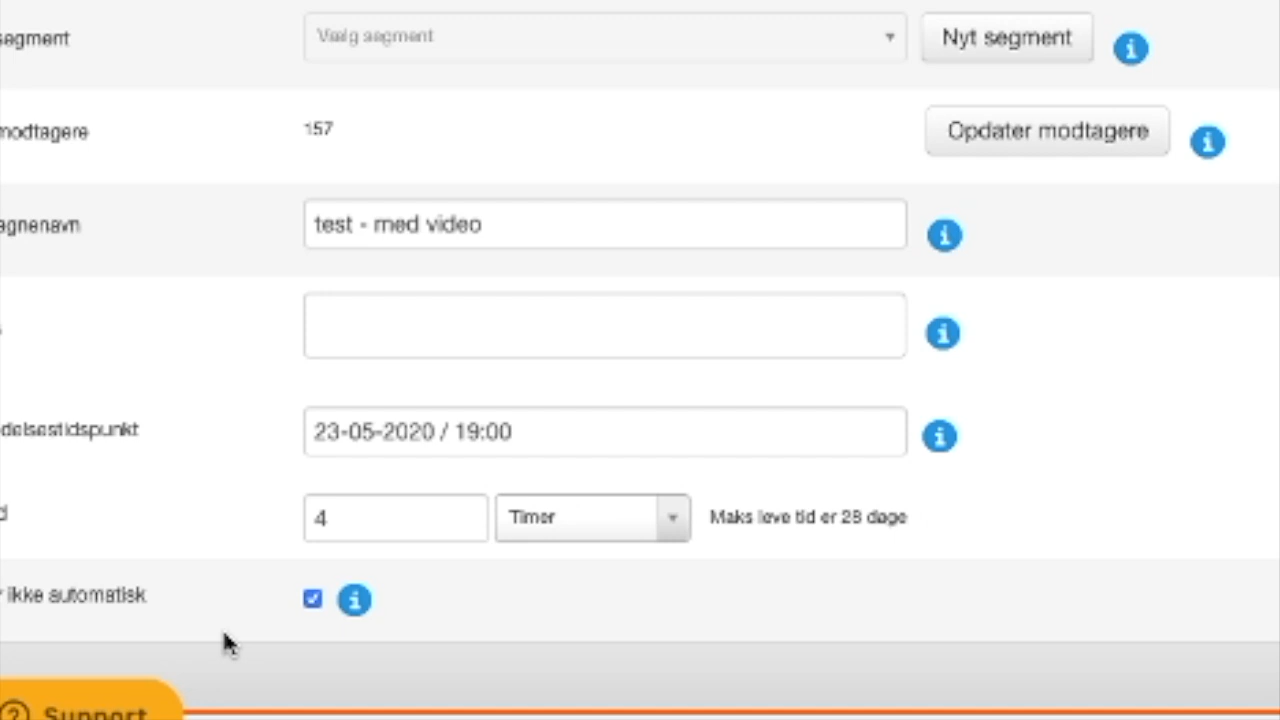 segment
Vælg segment
Nyt segment
modtagere
157
Opdater modtagere
agnenavn
test - med video
delsestidspunkt
23-05-2020 / 19:00
d
4
Timer
Maks leve tid er 28 dage
r ikke automatisk
Support